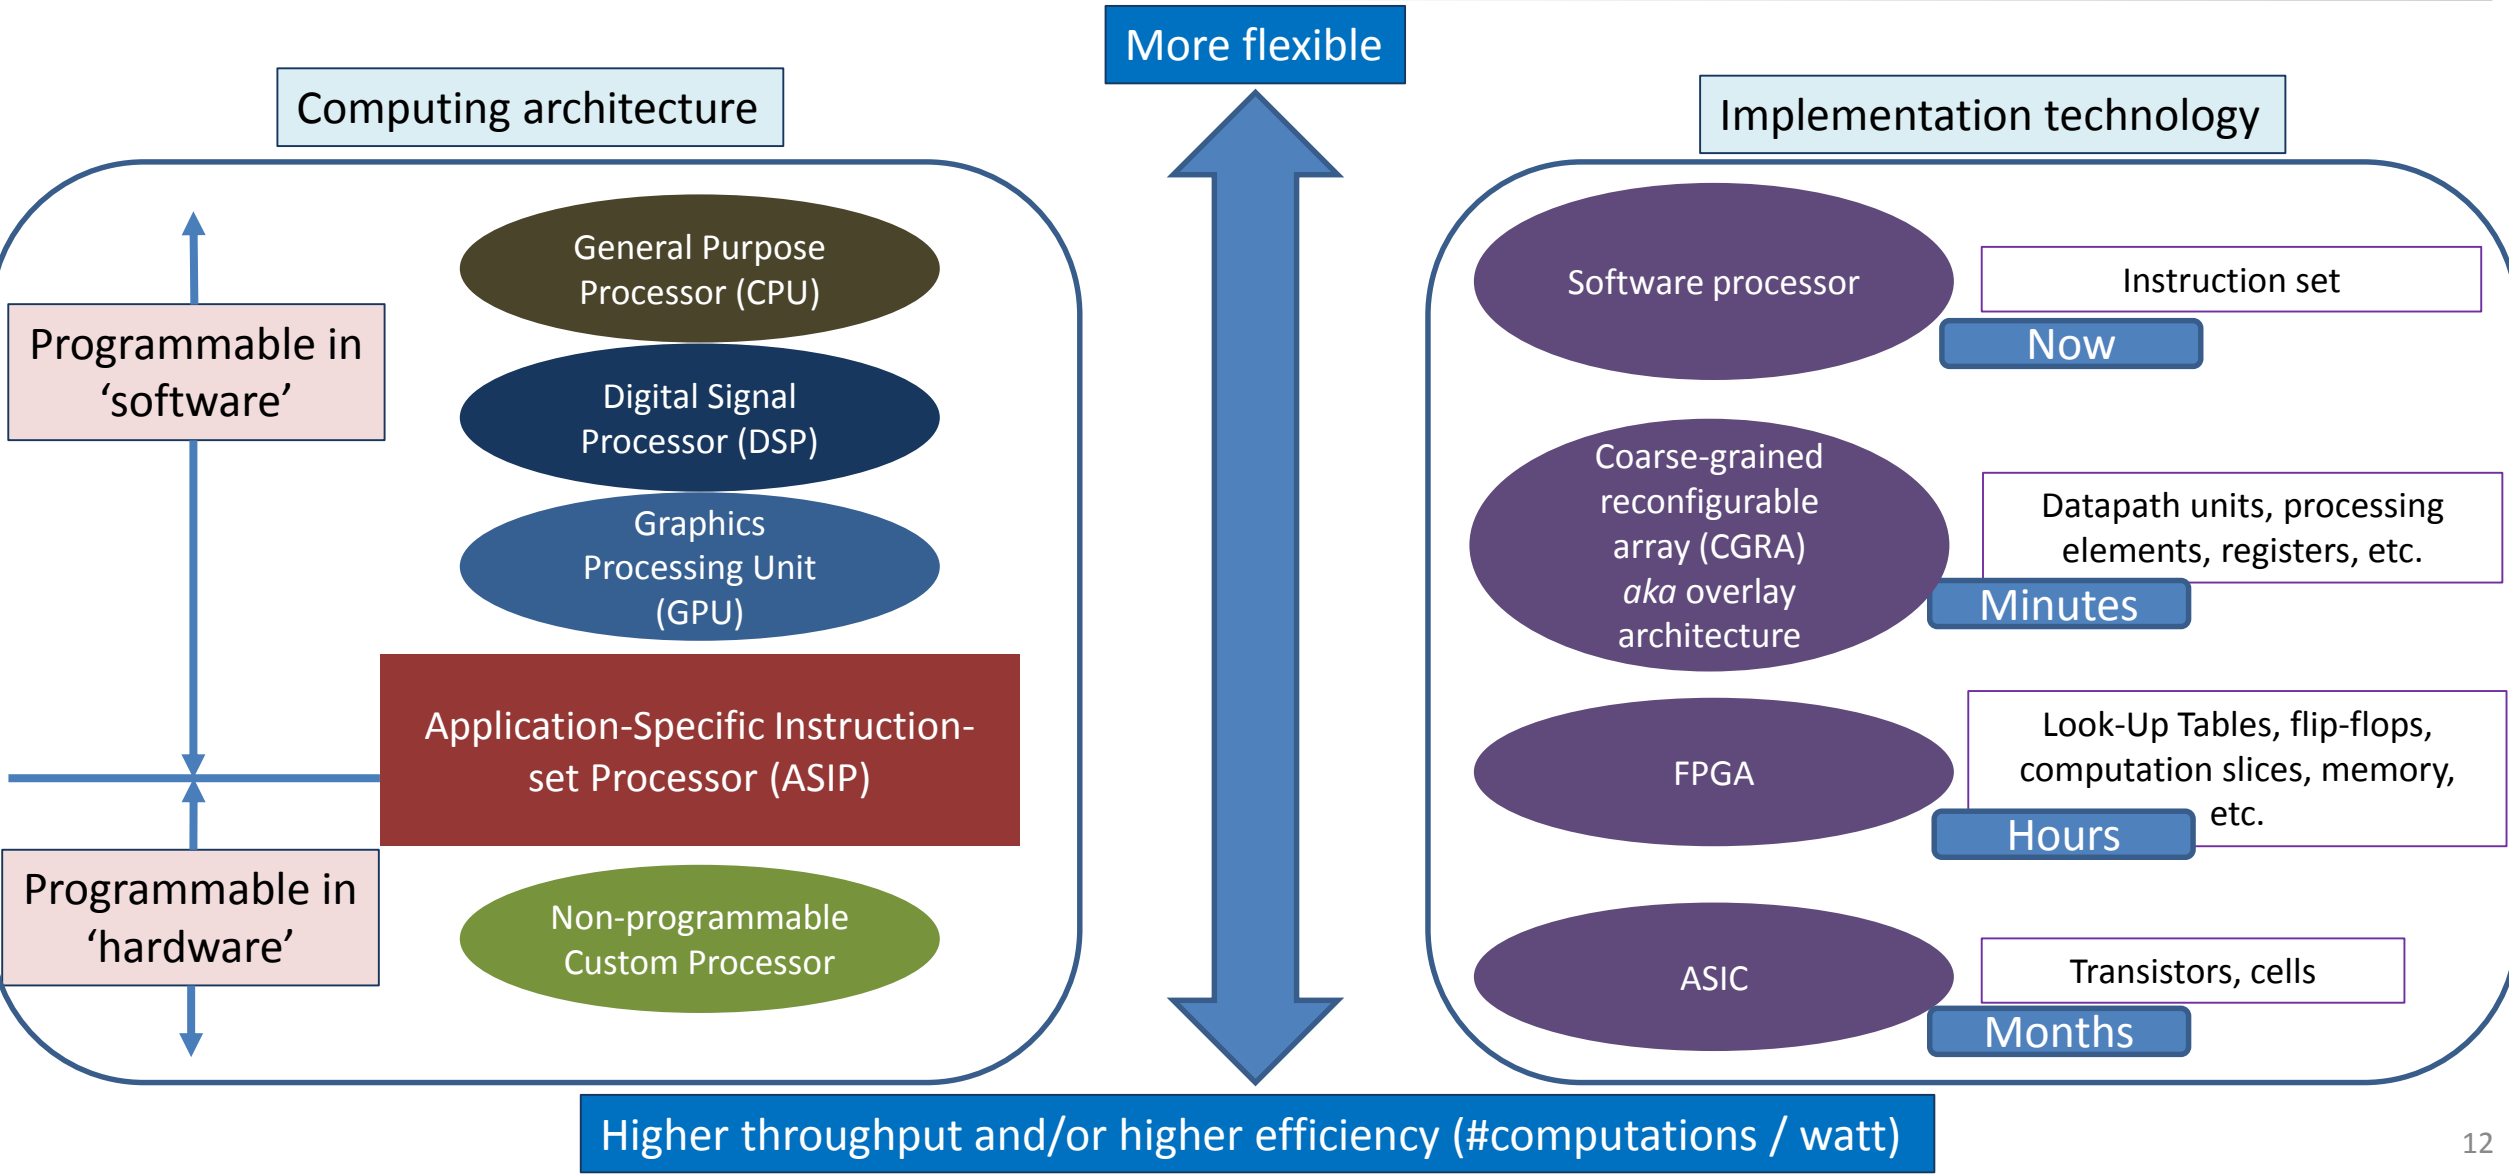 More flexible
Computing architecture
Implementation technology
General Purpose
Processor (CPU)
Digital Signal
Processor (DSP)
Graphics
Processing Unit
(GPU)
Application-Specific Instruction-
set Processor (ASIP)
Non-programmable
Custom Processor
Programmable in
‘software’
Programmable in
‘hardware’
Software processor
Instruction set
Now
Coarse-grained
reconfigurable
array (CGRA)
aka overlay
architecture
Datapath units, processing
elements, registers, etc.
Minutes
FPGA
Look-Up Tables, flip-flops,
computation slices, memory,
etc.
Hours
ASIC
Transistors, cells
Months
Higher throughput and/or higher efficiency (#computations / watt)
12